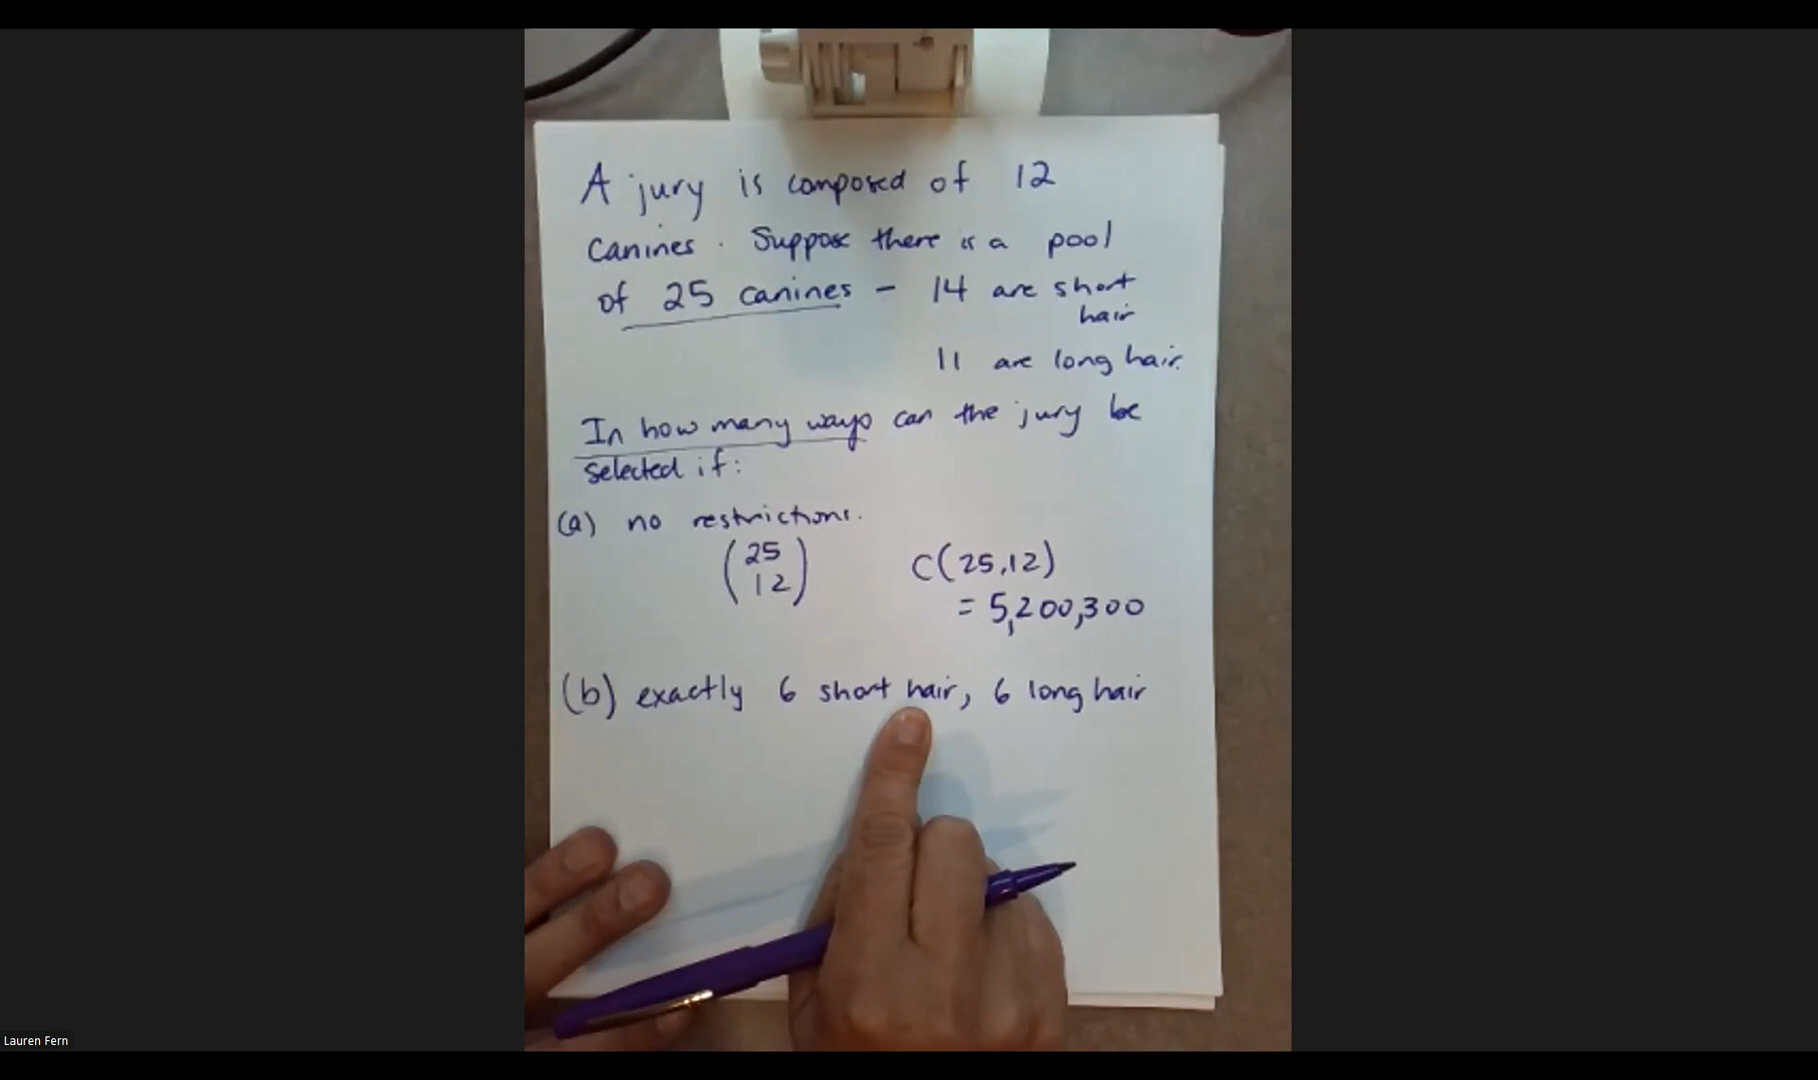 A jury is composed of 12
canines. Suppose there is a pool
of 25 canines - 14 are short
hair
11 are long hair.
In how many ways can the jury be
selected if:
(a) no restrictions.
(25
12) C(25,12)
= 5,200,300
(b) exactly 6 short hair, 6 long hair
Lauren Fern